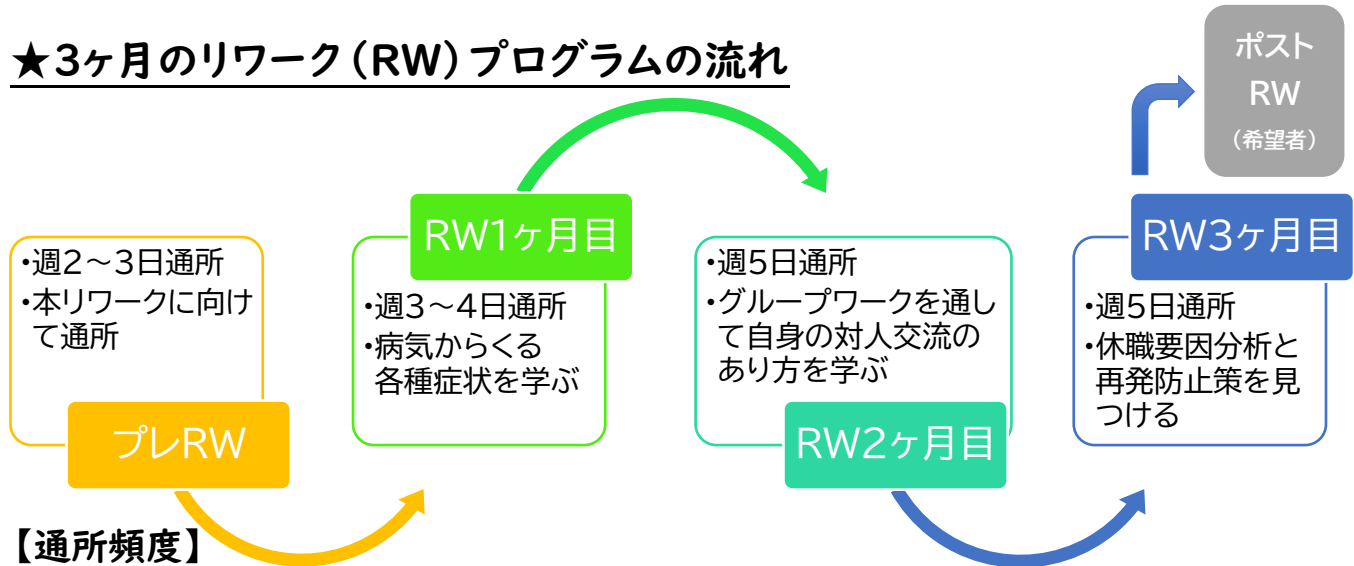 ★3ヶ月のリワーク(RW)プログラムの流れ
プレRW
・週2～3日通所
・本リワークに向け
て通所
RW1ヶ月目
・週3～4日通所
・病気からくる
各種症状を学ぶ
RW2ヶ月目
・週5日通所
・グループワークを通し
て自身の対人交流の
あり方を学ぶ
RW3ヶ月目
・週5日通所
・休職要因分析と
再発防止策を見
つける
ポスト
RW
(希望者)
【通所頻度】